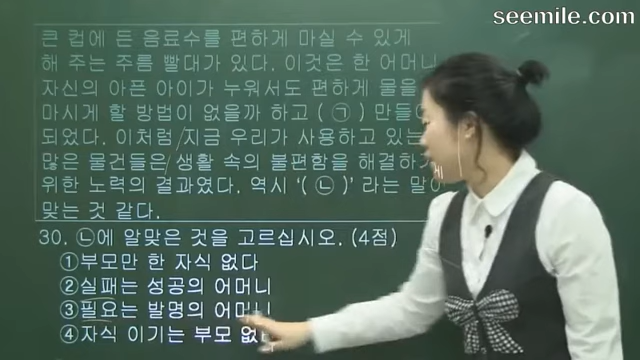 seemile.com
큰 컵에 든 음료수를 편하게 마실 수 있게
해 주는 주름 빨대가 있다. 이것은 한 어머니
자신의 아픈 아이가 누워서도 편하게 물을
마시게 할 방법이 없을까 하고 ( ㉠ ) 만들
되었다. 이처럼 지금 우리가 사용하고 있는
많은 물건들은 생활 속의 불편함을 해결하
위한 노력의 결과였다. 역시 '( ㉡ )' 라는 말
맞는 것 같다.
30. ㉡에 알맞은 것을 고르십시오. (4점)
①부모만 한 자식 없다
②실패는 성공의 어머니
③필요는 발명의 어머니
④자식 이기는 부모 없